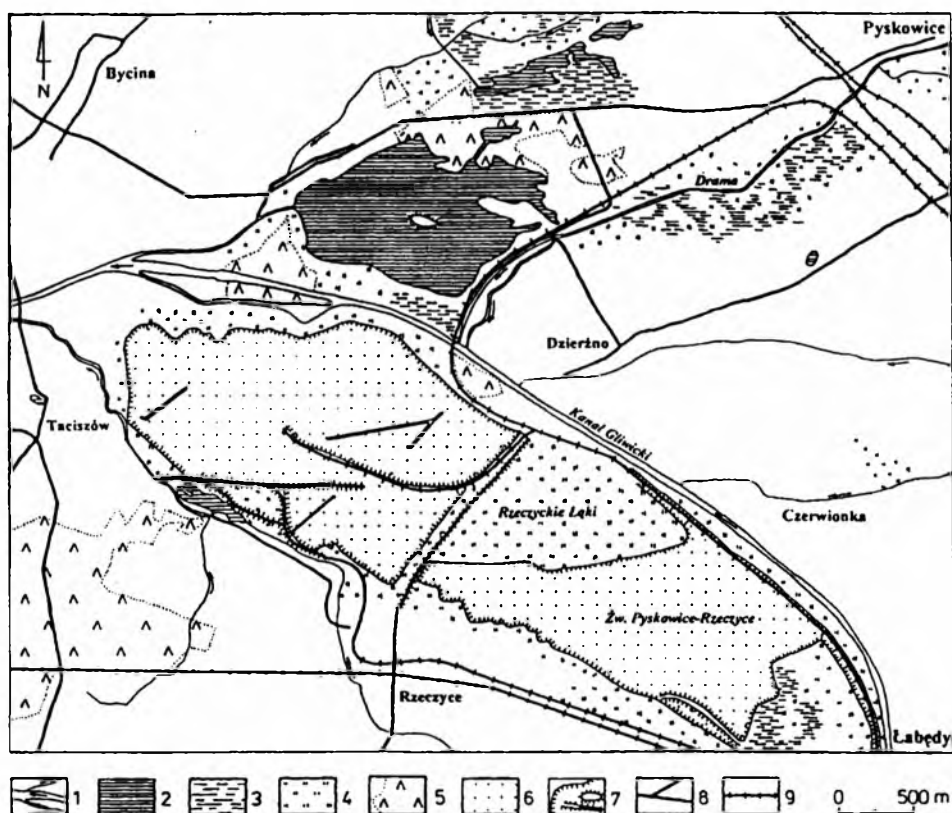 Pyskowice
Bycina
N
Drama
Dzierżno
Kanał Gliwicki
Taciszów
Rzeczyckie Łąki
Czerwionka
Żw. Pyskowice-Rzeczyce
Rzeczyce
Łabędy
1 2 3 4 5 6 7 8 9 0 500 m